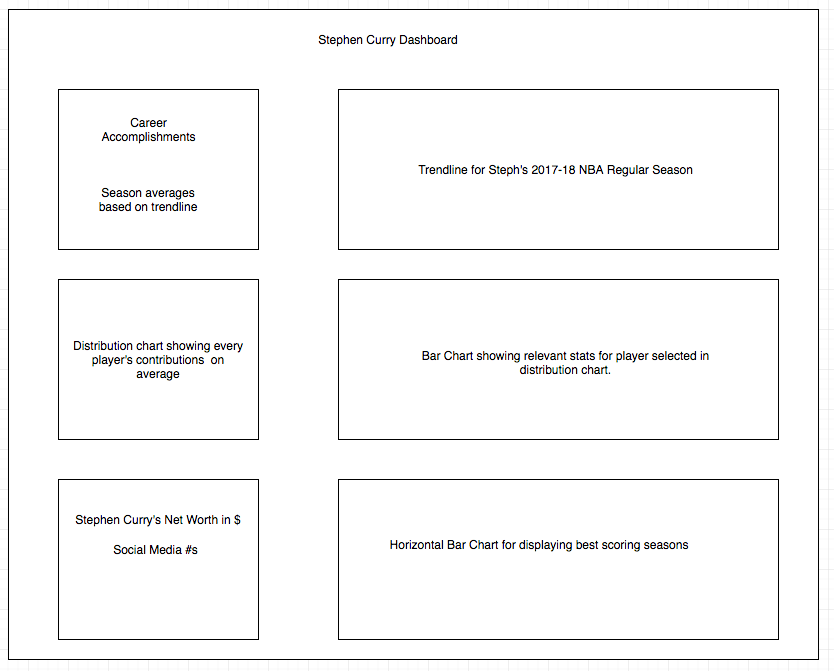 Stephen Curry Dashboard
Career
Accomplishments
Season averages
based on trendline
Trendline for Steph's 2017-18 NBA Regular Season
Distribution chart showing every
player's contributions  on
average
Bar Chart showing relevant stats for player selected in
distribution chart.
Stephen Curry's Net Worth in $
Social Media #s
Horizontal Bar Chart for displaying best scoring seasons